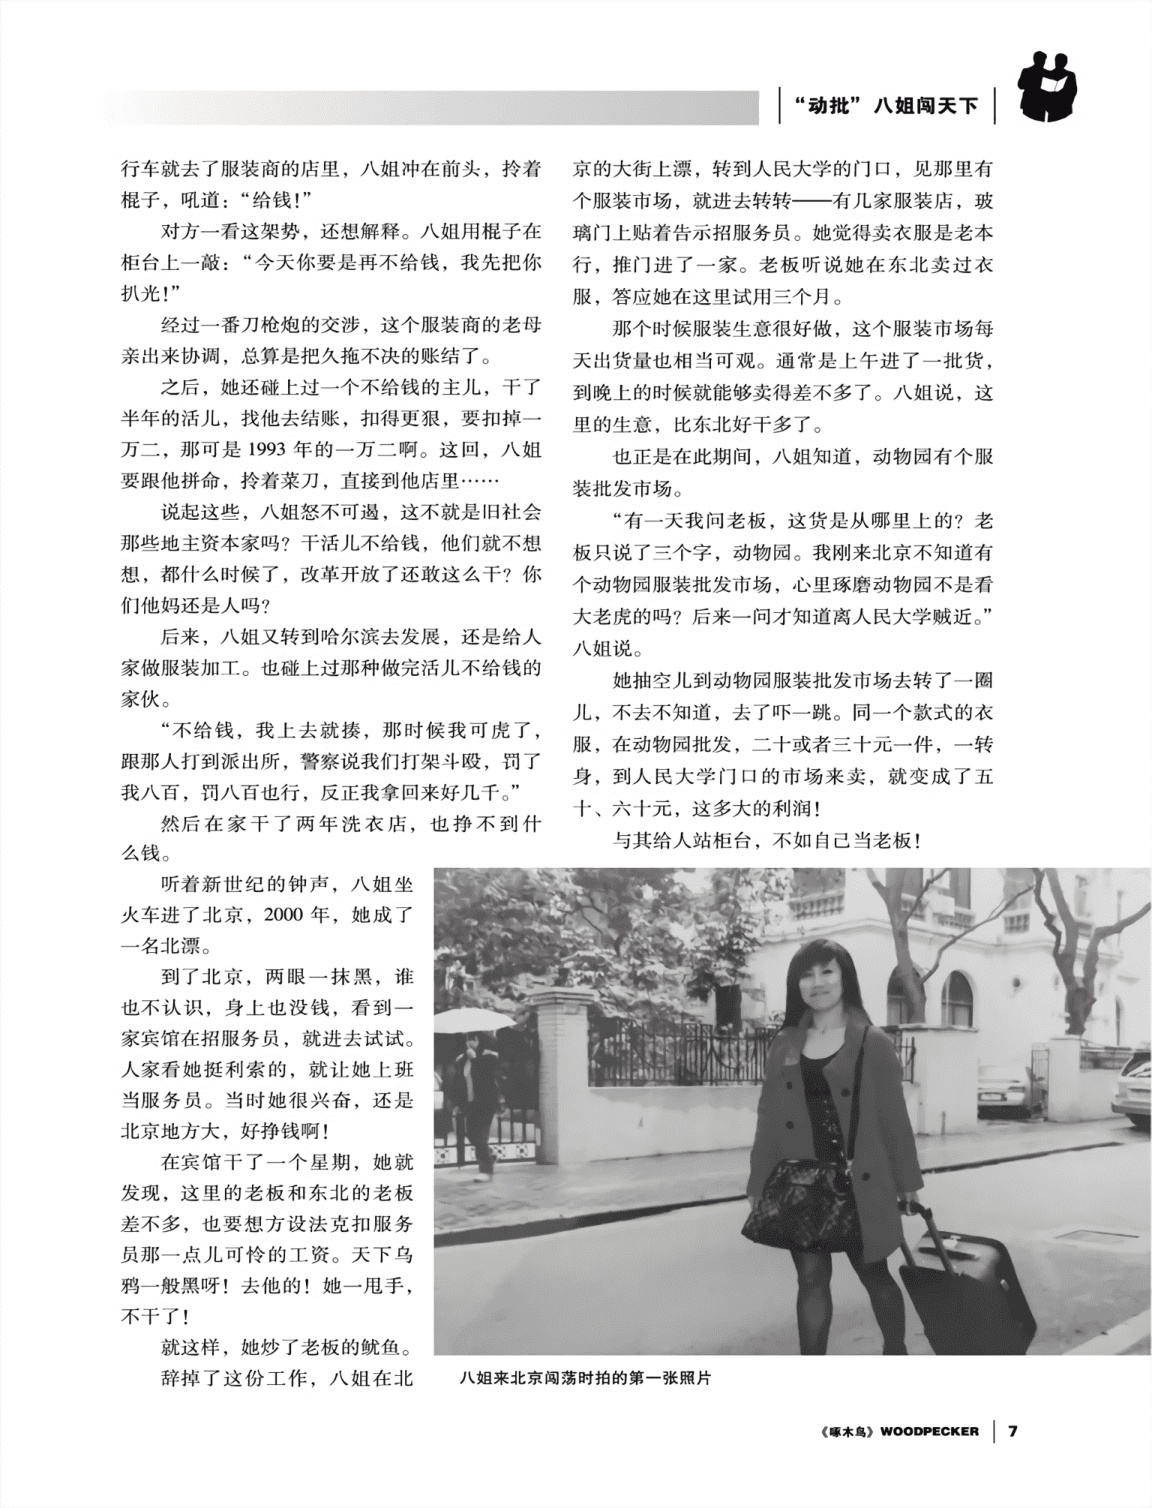 “动批”八姐闯天下
行车就去了服装商的店里，八姐冲在前头，拎着
棍子，吼道：“给钱！”
对方一看这架势，还想解释。八姐用棍子在
柜台上一敲：“今天你要是再不给钱，我先把你
扒光！”
经过一番刀枪炮的交涉，这个服装商的老母
亲出来协调，总算是把久拖不决的账结了。
之后，她还碰上过一个不给钱的主儿，干了
半年的活儿，找他去结账，扣得更狠，要扣掉一
万二，那可是 1993 年的一万二啊。这回，八姐
要跟他拼命，拎着菜刀，直接到他店里……
说起这些，八姐怒不可遏，这不就是旧社会
那些地主资本家吗？干活儿不给钱，他们就不想
想，都什么时候了，改革开放了还敢这么干？你
们他妈还是人吗？
后来，八姐又转到哈尔滨去发展，还是给人
家做服装加工。也碰上过那种做完活儿不给钱的
家伙。
“不给钱，我上去就揍，那时候我可虎了，
跟那人打到派出所，警察说我们打架斗殴，罚了
我八百，罚八百也行，反正我拿回来好几千。”
然后在家干了两年洗衣店，也挣不到什
么钱。
听着新世纪的钟声，八姐坐
火车进了北京，2000 年，她成了
一名北漂。
到了北京，两眼一抹黑，谁
也不认识，身上也没钱，看到一
家宾馆在招服务员，就进去试试。
人家看她挺利索的，就让她上班
当服务员。当时她很兴奋，还是
北京地方大，好挣钱啊！
在宾馆干了一个星期，她就
发现，这里的老板和东北的老板
差不多，也要想方设法克扣服务
员那一点儿可怜的工资。天下乌
鸦一般黑呀！去他的！她一甩手，
不干了！
就这样，她炒了老板的鱿鱼。
辞掉了这份工作，八姐在北
京的大街上漂，转到人民大学的门口，见那里有
个服装市场，就进去转转——有几家服装店，玻
璃门上贴着告示招服务员。她觉得卖衣服是老本
行，推门进了一家。老板听说她在东北卖过衣
服，答应她在这里试用三个月。
那个时候服装生意很好做，这个服装市场每
天出货量也相当可观。通常是上午进了一批货，
到晚上的时候就能够卖得差不多了。八姐说，这
里的生意，比东北好干多了。
也正是在此期间，八姐知道，动物园有个服
装批发市场。
“有一天我问老板，这货是从哪里上的？老
板只说了三个字，动物园。我刚来北京不知道有
个动物园服装批发市场，心里琢磨动物园不是看
大老虎的吗？后来一问才知道离人民大学贼近。”
八姐说。
她抽空儿到动物园服装批发市场去转了一圈
儿，不去不知道，去了吓一跳。同一个款式的衣
服，在动物园批发，二十或者三十元一件，一转
身，到人民大学门口的市场来卖，就变成了五
十、六十元，这多大的利润！
与其给人站柜台，不如自己当老板！
八姐来北京闯荡时拍的第一张照片
《啄木鸟》WOODPECKER 7